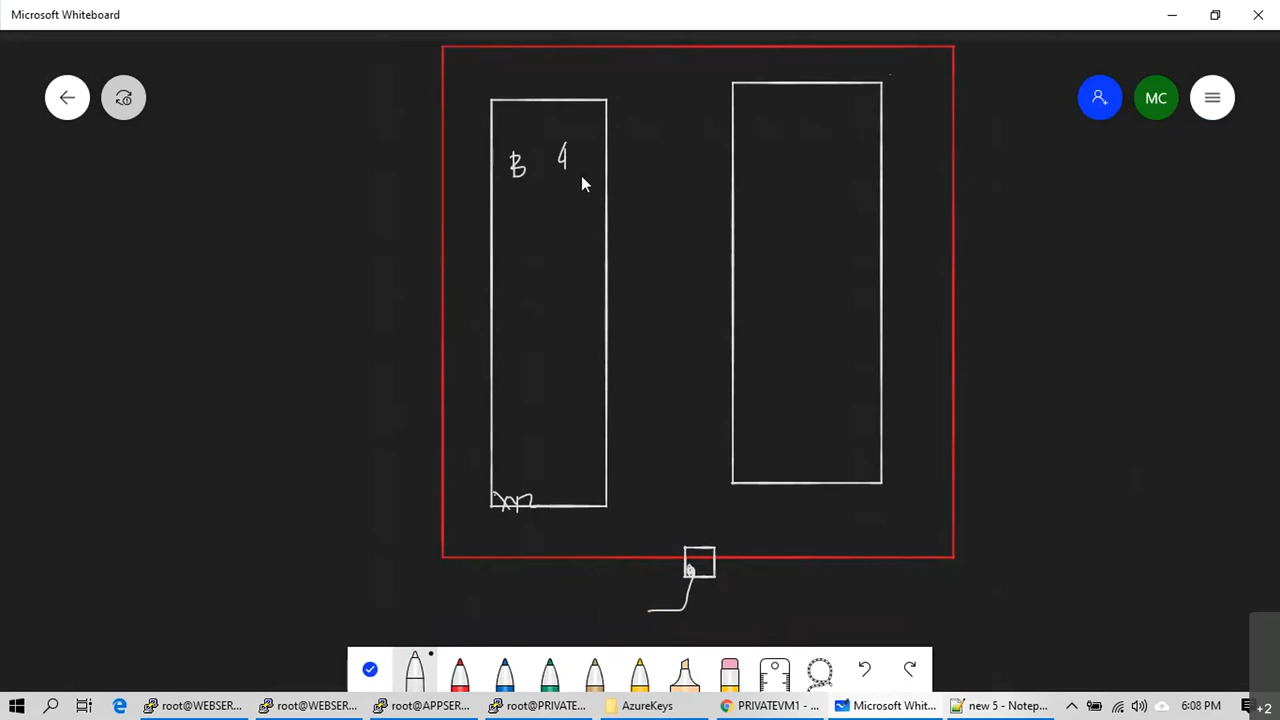 Microsoft Whiteboard
MC
B 4
root@WEBSER...
root@WEBSER...
root@APPSER...
root@PRIVATE...
AzureKeys
PRIVATEVM1 - ...
Microsoft Whit...
new 5 - Notep...
6:08 PM
+2